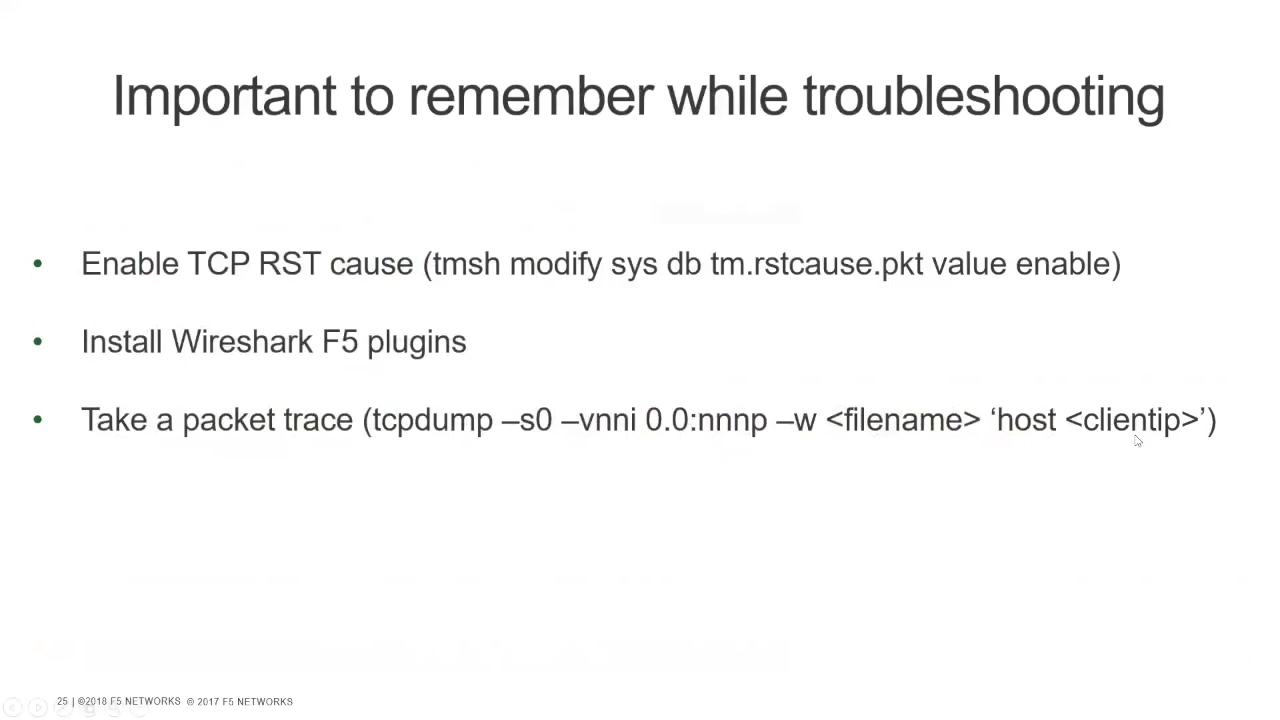 Important to remember while troubleshooting
• Enable TCP RST cause (tmsh modify sys db tm.rstcause.pkt value enable)
• Install Wireshark F5 plugins
• Take a packet trace (tcpdump –s0 –vnni 0.0:nnnp –w <filename> ‘host <clientip>’)
25 | ©2018 F5 NETWORKS © 2017 F5 NETWORKS